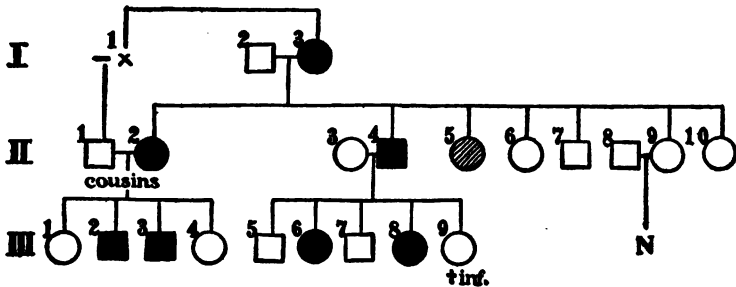 I 1 x 2 3
II 1 2 3 4 5 6 7 8 9 10
cousins
III 1 2 3 4 5 6 7 8 9 N
† inf.